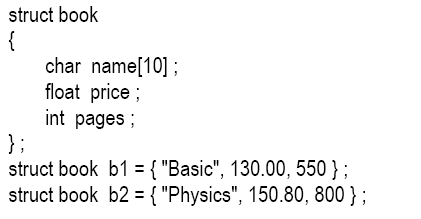 struct book
{
char name[10] ;
float price ;
int pages ;
} ;
struct book b1 = { "Basic", 130.00, 550 } ;
struct book b2 = { "Physics", 150.80, 800 } ;